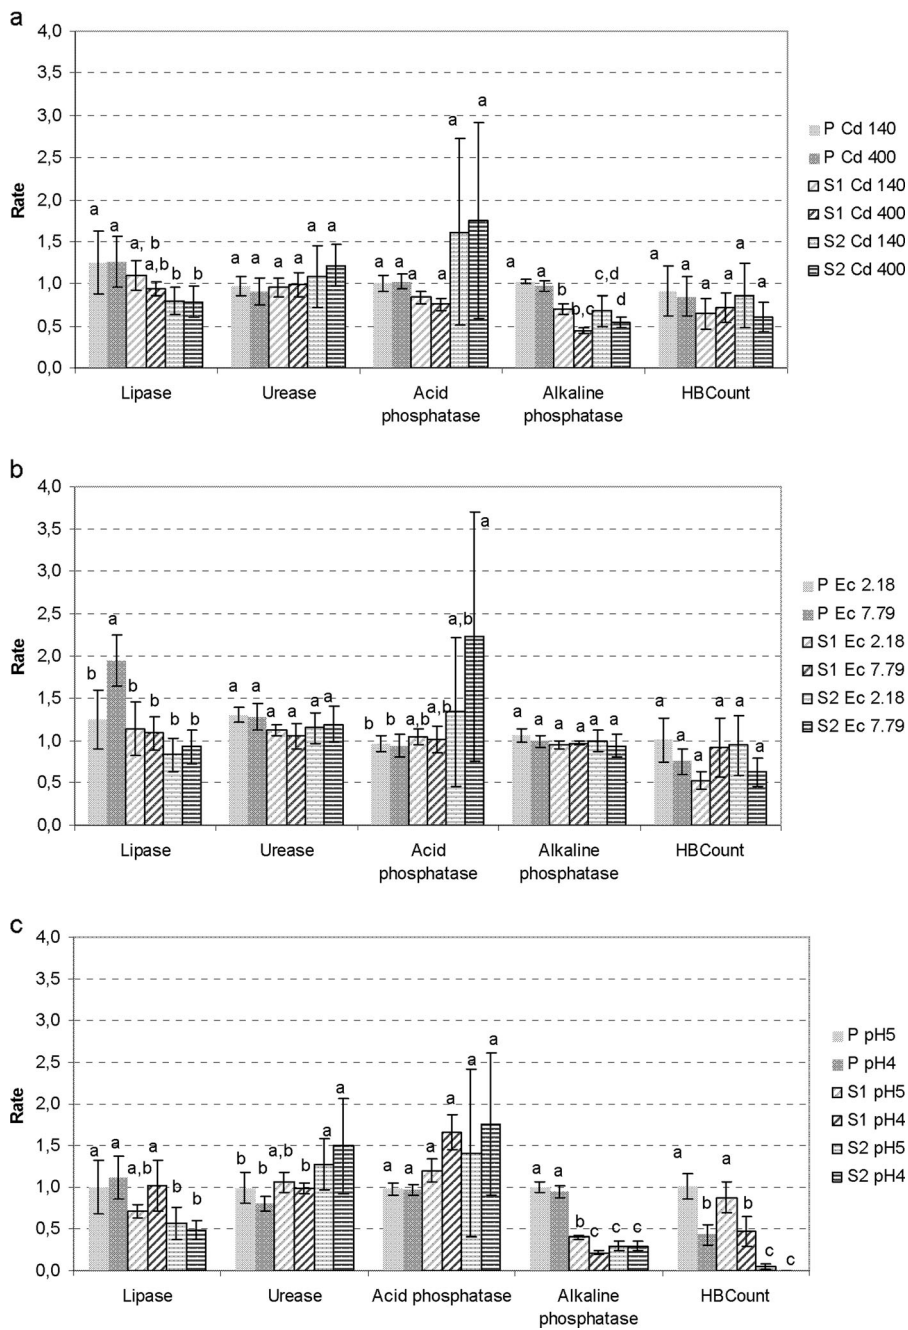 a
4,0
3,5
3,0
2,5
2,0
1,5
1,0
0,5
0,0
Rate
a a a, b a,b b b
a a a a a a
a a a a a a
a a b b,c c,d d
a a a a a a
Lipase Urease Acid phosphatase Alkaline phosphatase HBCount
P Cd 140
P Cd 400
S1 Cd 140
S1 Cd 400
S2 Cd 140
S2 Cd 400
b
4,0
3,5
3,0
2,5
2,0
1,5
1,0
0,5
0,0
Rate
b a b b b b
a a a a a a
b b a,b a,b a,b a
a a a a a a
a a a a a a
Lipase Urease Acid phosphatase Alkaline phosphatase HBCount
P Ec 2.18
P Ec 7.79
S1 Ec 2.18
S1 Ec 7.79
S2 Ec 2.18
S2 Ec 7.79
c
4,0
3,5
3,0
2,5
2,0
1,5
1,0
0,5
0,0
Rate
a a a,b a b b
b b a,b b a a
a a a a a a
a a b c c c
a b a b c c
Lipase Urease Acid phosphatase Alkaline phosphatase HBCount
P pH5
P pH4
S1 pH5
S1 pH4
S2 pH5
S2 pH4